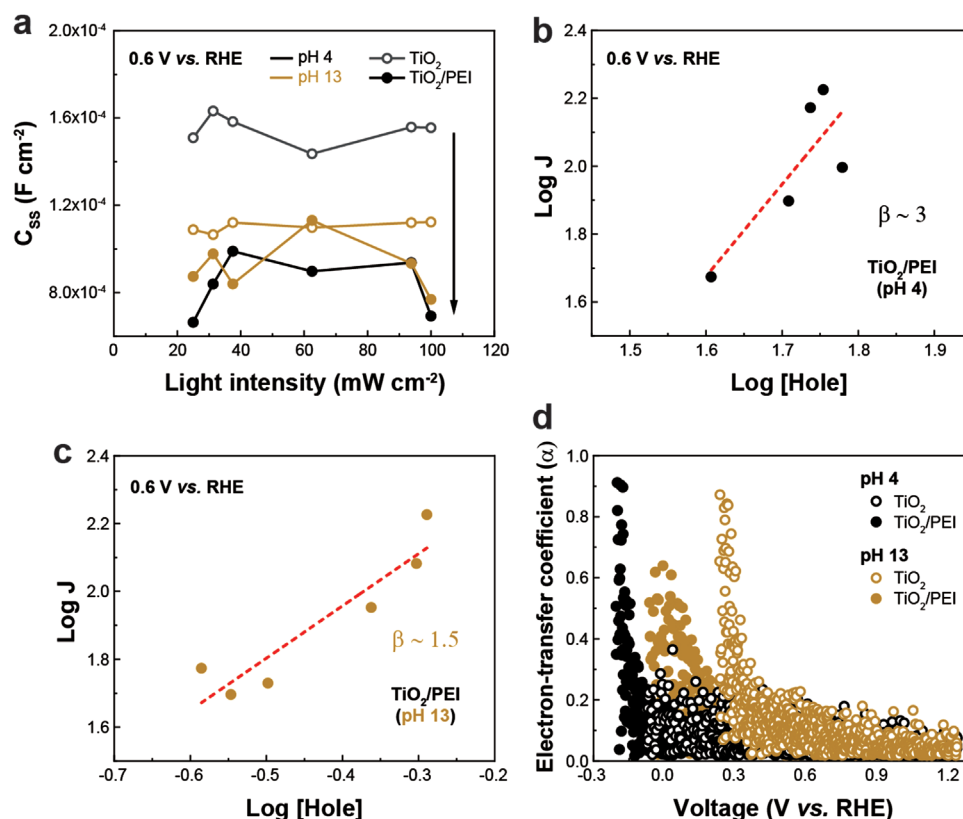 a
0.6 V vs. RHE
pH 4
TiO₂
pH 13
TiO₂/PEI
2.0x10⁻⁴
1.6x10⁻⁴
1.2x10⁻⁴
8.0x10⁻⁵
C_SS (F cm⁻²)
0 20 40 60 80 100 120
Light intensity (mW cm⁻²)
b
0.6 V vs. RHE
2.4
2.2
2.0
1.8
1.6
Log J
β ~ 3
TiO₂/PEI
(pH 4)
1.5 1.6 1.7 1.8 1.9
Log [Hole]
c
0.6 V vs. RHE
2.4
2.2
2.0
1.8
1.6
1.4
Log J
β ~ 1.5
TiO₂/PEI
(pH 13)
-0.7 -0.6 -0.5 -0.4 -0.3 -0.2
Log [Hole]
d
1.0
0.8
0.6
0.4
0.2
0.0
Electron-transfer coefficient (α)
pH 4
TiO₂
TiO₂/PEI
pH 13
TiO₂
TiO₂/PEI
-0.3 0.0 0.3 0.6 0.9 1.2
Voltage (V vs. RHE)